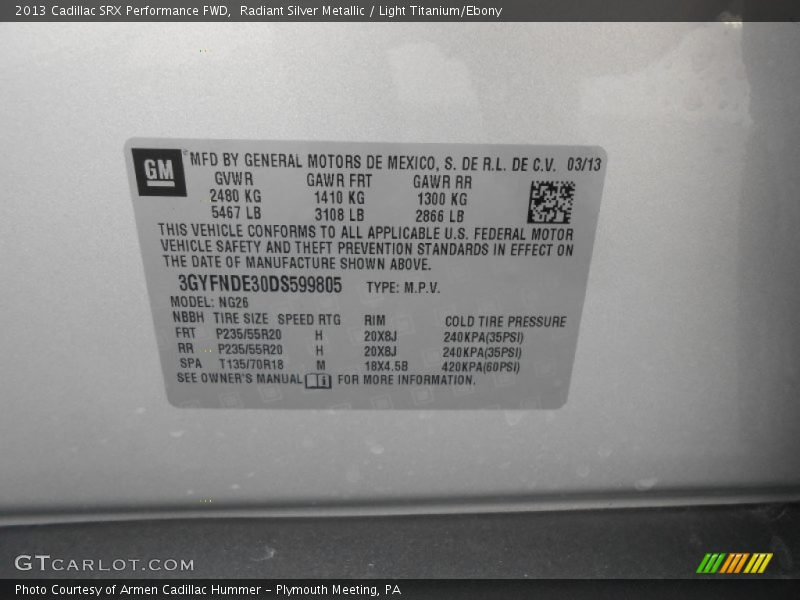 2013 Cadillac SRX Performance FWD,  Radiant Silver Metallic / Light Titanium/Ebony
GM
MFD BY GENERAL MOTORS DE MEXICO, S. DE R.L. DE C.V. 03/13
GVWR GAWR FRT GAWR RR
2480 KG 1410 KG 1300 KG
5467 LB 3108 LB 2866 LB
THIS VEHICLE CONFORMS TO ALL APPLICABLE U.S. FEDERAL MOTOR
VEHICLE SAFETY AND THEFT PREVENTION STANDARDS IN EFFECT ON
THE DATE OF MANUFACTURE SHOWN ABOVE.
3GYFNDE30DS599805 TYPE: M.P.V.
MODEL: NG26
NBBH TIRE SIZE SPEED RTG RIM COLD TIRE PRESSURE
FRT P235/55R20 H 20X8J 240KPA(35PSI)
RR P235/55R20 H 20X8J 240KPA(35PSI)
SPA T135/70R18 M 18X4.5B 420KPA(60PSI)
SEE OWNER'S MANUAL i FOR MORE INFORMATION.
GTCARLOT.COM
Photo Courtesy of Armen Cadillac Hummer – Plymouth Meeting, PA